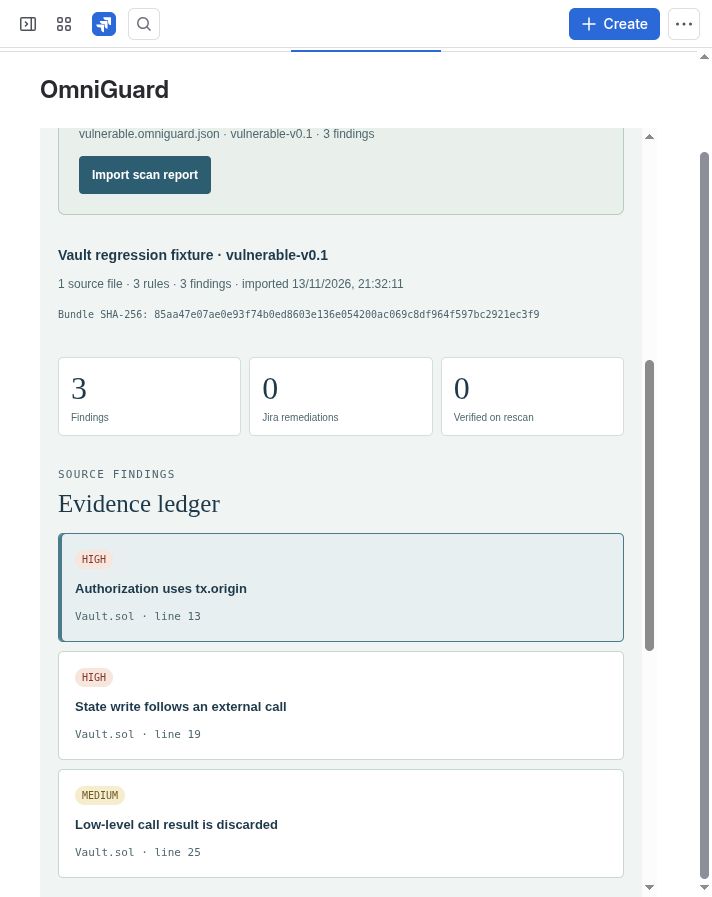 Create
OmniGuard
vulnerable.omniguard.json · vulnerable-v0.1 · 3 findings
Import scan report
Vault regression fixture · vulnerable-v0.1
1 source file · 3 rules · 3 findings · imported 13/11/2026, 21:32:11
Bundle SHA-256: 85aa47e07ae0e93f74b0ed8603e136e054200ac069c8df964f597bc2921ec3f9
3
Findings
0
Jira remediations
0
Verified on rescan
SOURCE FINDINGS
Evidence ledger
HIGH
Authorization uses tx.origin
Vault.sol · line 13
HIGH
State write follows an external call
Vault.sol · line 19
MEDIUM
Low-level call result is discarded
Vault.sol · line 25